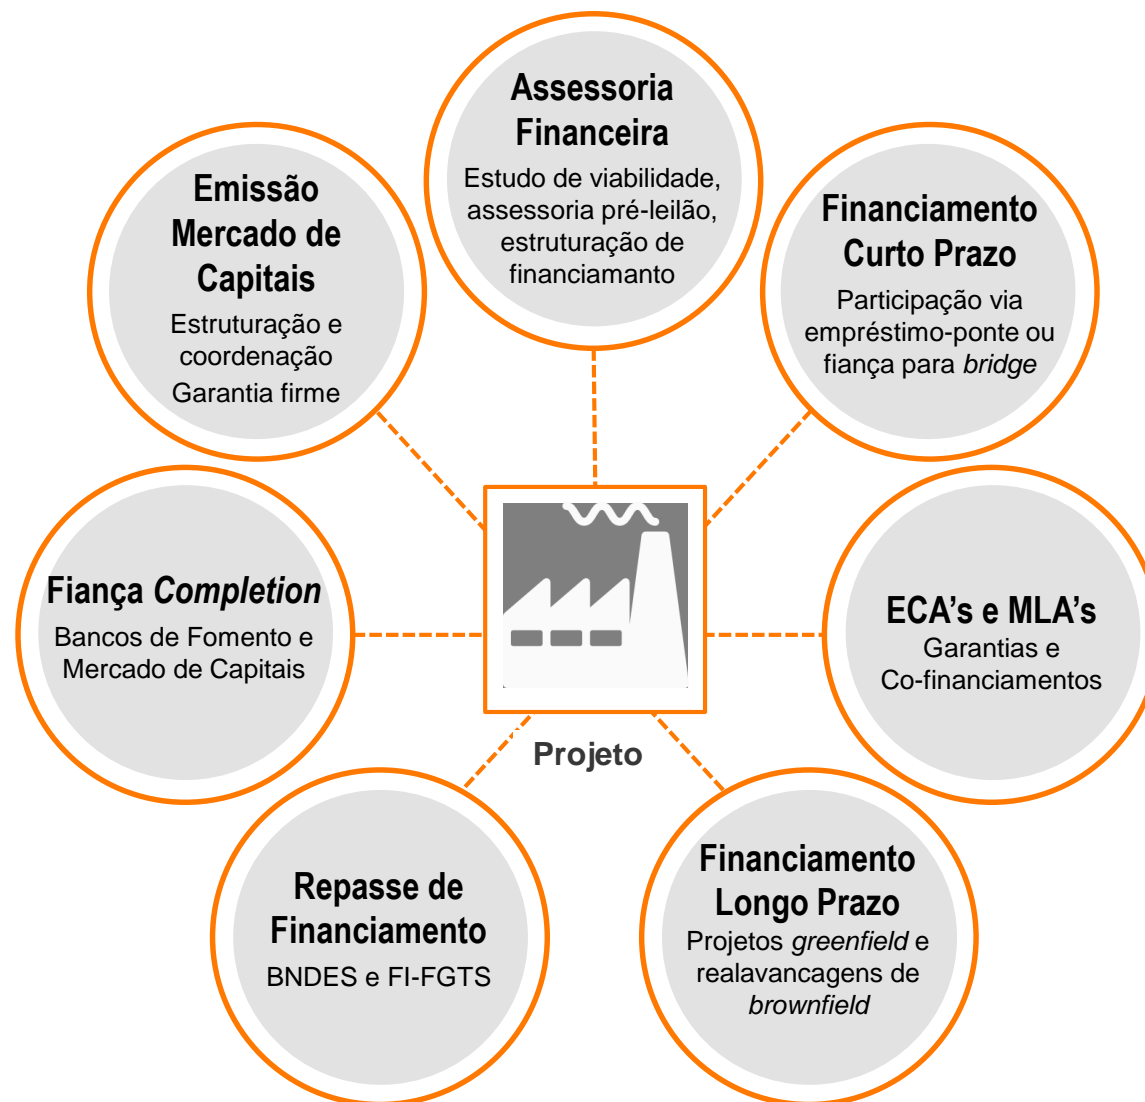 Assessoria
Financeira
Estudo de viabilidade,
assessoria pré-leilão,
estruturação de
financiamanto
Emissão
Mercado de
Capitais
Estruturação e
coordenação
Garantia firme
Financiamento
Curto Prazo
Participação via
empréstimo-ponte ou
fiança para bridge
Fiança Completion
Bancos de Fomento e
Mercado de Capitais
ECA’s e MLA’s
Garantias e
Co-financiamentos
Projeto
Repasse de
Financiamento
BNDES e FI-FGTS
Financiamento
Longo Prazo
Projetos greenfield e
realavancagens de
brownfield